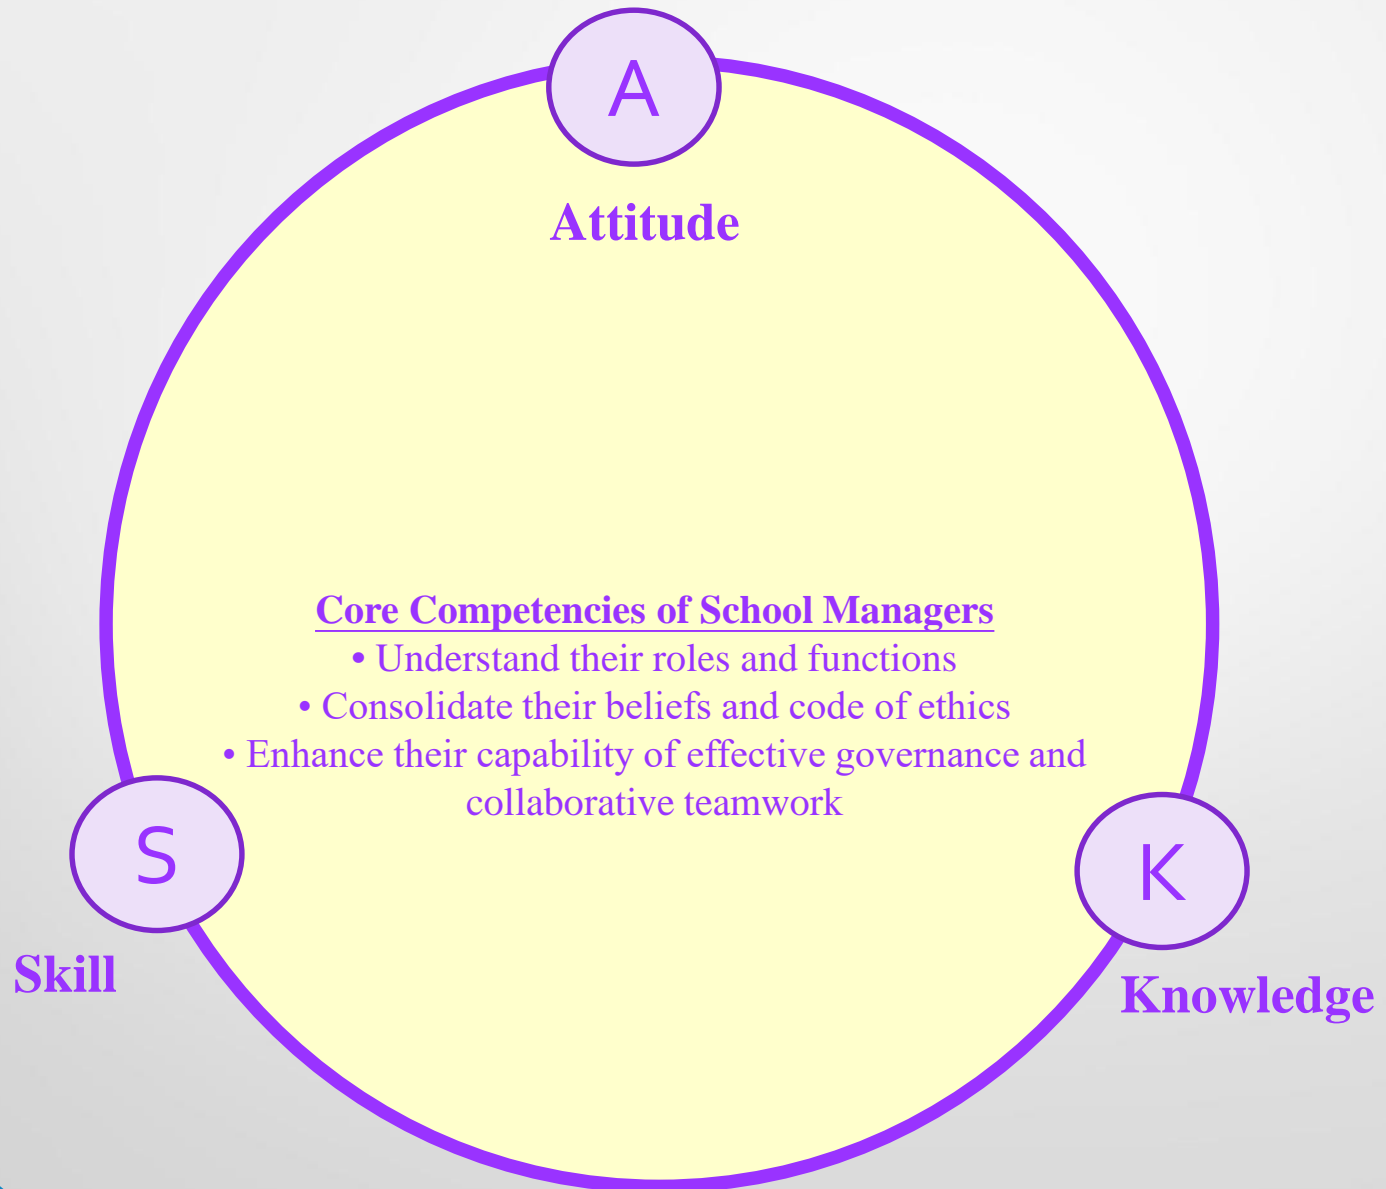 A
Attitude
Core Competencies of School Managers
• Understand their roles and functions
• Consolidate their beliefs and code of ethics
• Enhance their capability of effective governance and
collaborative teamwork
S
Skill
K
Knowledge